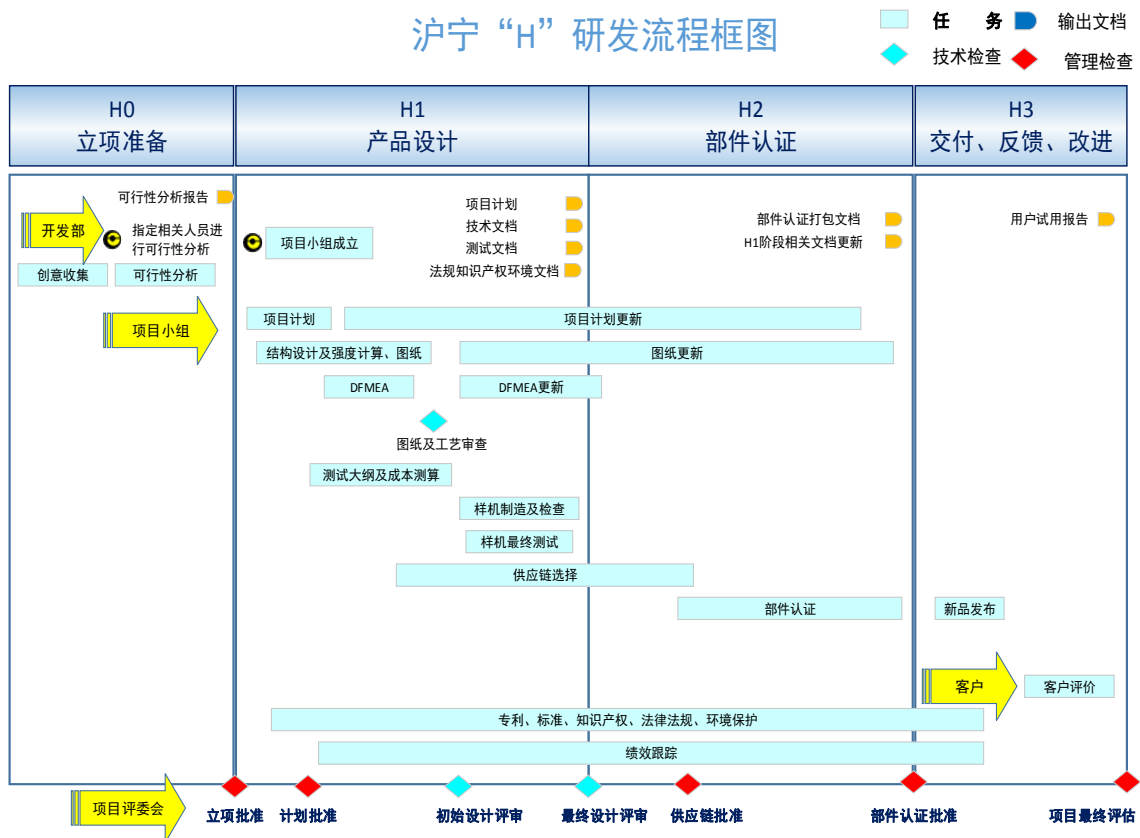 沪宁“H”研发流程框图
任 务
输出文档
技术检查
管理检查
H0
立项准备
H1
产品设计
H2
部件认证
H3
交付、反馈、改进
可行性分析报告
开发部
指定相关人员进
行可行性分析
创意收集
可行性分析
项目小组成立
项目计划
技术文档
测试文档
法规知识产权环境文档
部件认证打包文档
H1阶段相关文档更新
用户试用报告
项目小组
项目计划
项目计划更新
结构设计及强度计算、图纸
图纸更新
DFMEA
DFMEA更新
图纸及工艺审查
测试大纲及成本测算
样机制造及检查
样机最终测试
供应链选择
部件认证
新品发布
客户
客户评价
专利、标准、知识产权、法律法规、环境保护
绩效跟踪
项目评委会
立项批准
计划批准
初始设计评审
最终设计评审
供应链批准
部件认证批准
项目最终评估